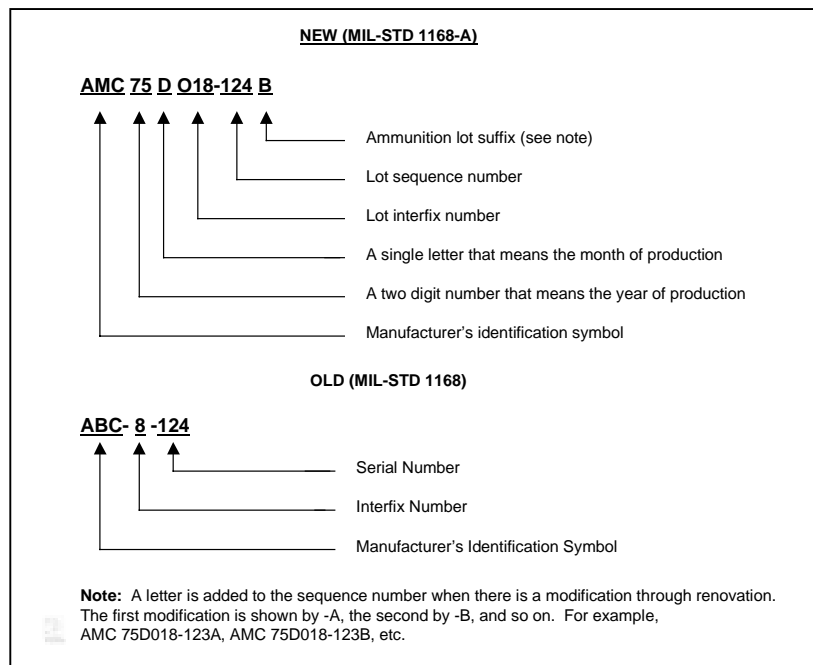 NEW (MIL-STD 1168-A)
AMC 75 D O18-124 B
Ammunition lot suffix (see note)
Lot sequence number
Lot interfix number
A single letter that means the month of production
A two digit number that means the year of production
Manufacturer’s identification symbol
OLD (MIL-STD 1168)
ABC- 8 -124
Serial Number
Interfix Number
Manufacturer’s Identification Symbol
Note: A letter is added to the sequence number when there is a modification through renovation.
The first modification is shown by -A, the second by -B, and so on. For example,
AMC 75D018-123A, AMC 75D018-123B, etc.